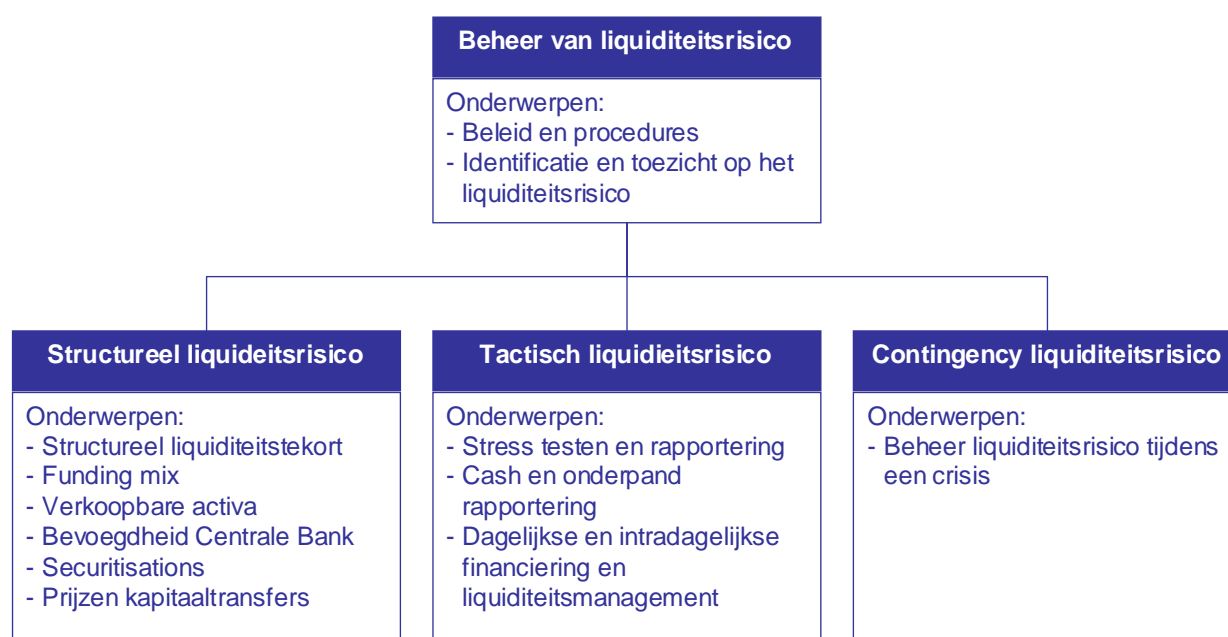 Beheer van liquiditeitsrisico
Onderwerpen:
- Beleid en procedures
- Identificatie en toezicht op het
liquiditeitsrisico
Structureel liquideitsrisico
Onderwerpen:
- Structureel liquiditeitstekort
- Funding mix
- Verkoopbare activa
- Bevoegdheid Centrale Bank
- Securitisations
- Prijzen kapitaaltransfers
Tactisch liquidieitsrisico
Onderwerpen:
- Stress testen en rapportering
- Cash en onderpand
rapportering
- Dagelijkse en intradagelijkse
financiering en
liquiditeitsmanagement
Contingency liquiditeitsrisico
Onderwerpen:
- Beheer liquiditeitsrisico tijdens
een crisis